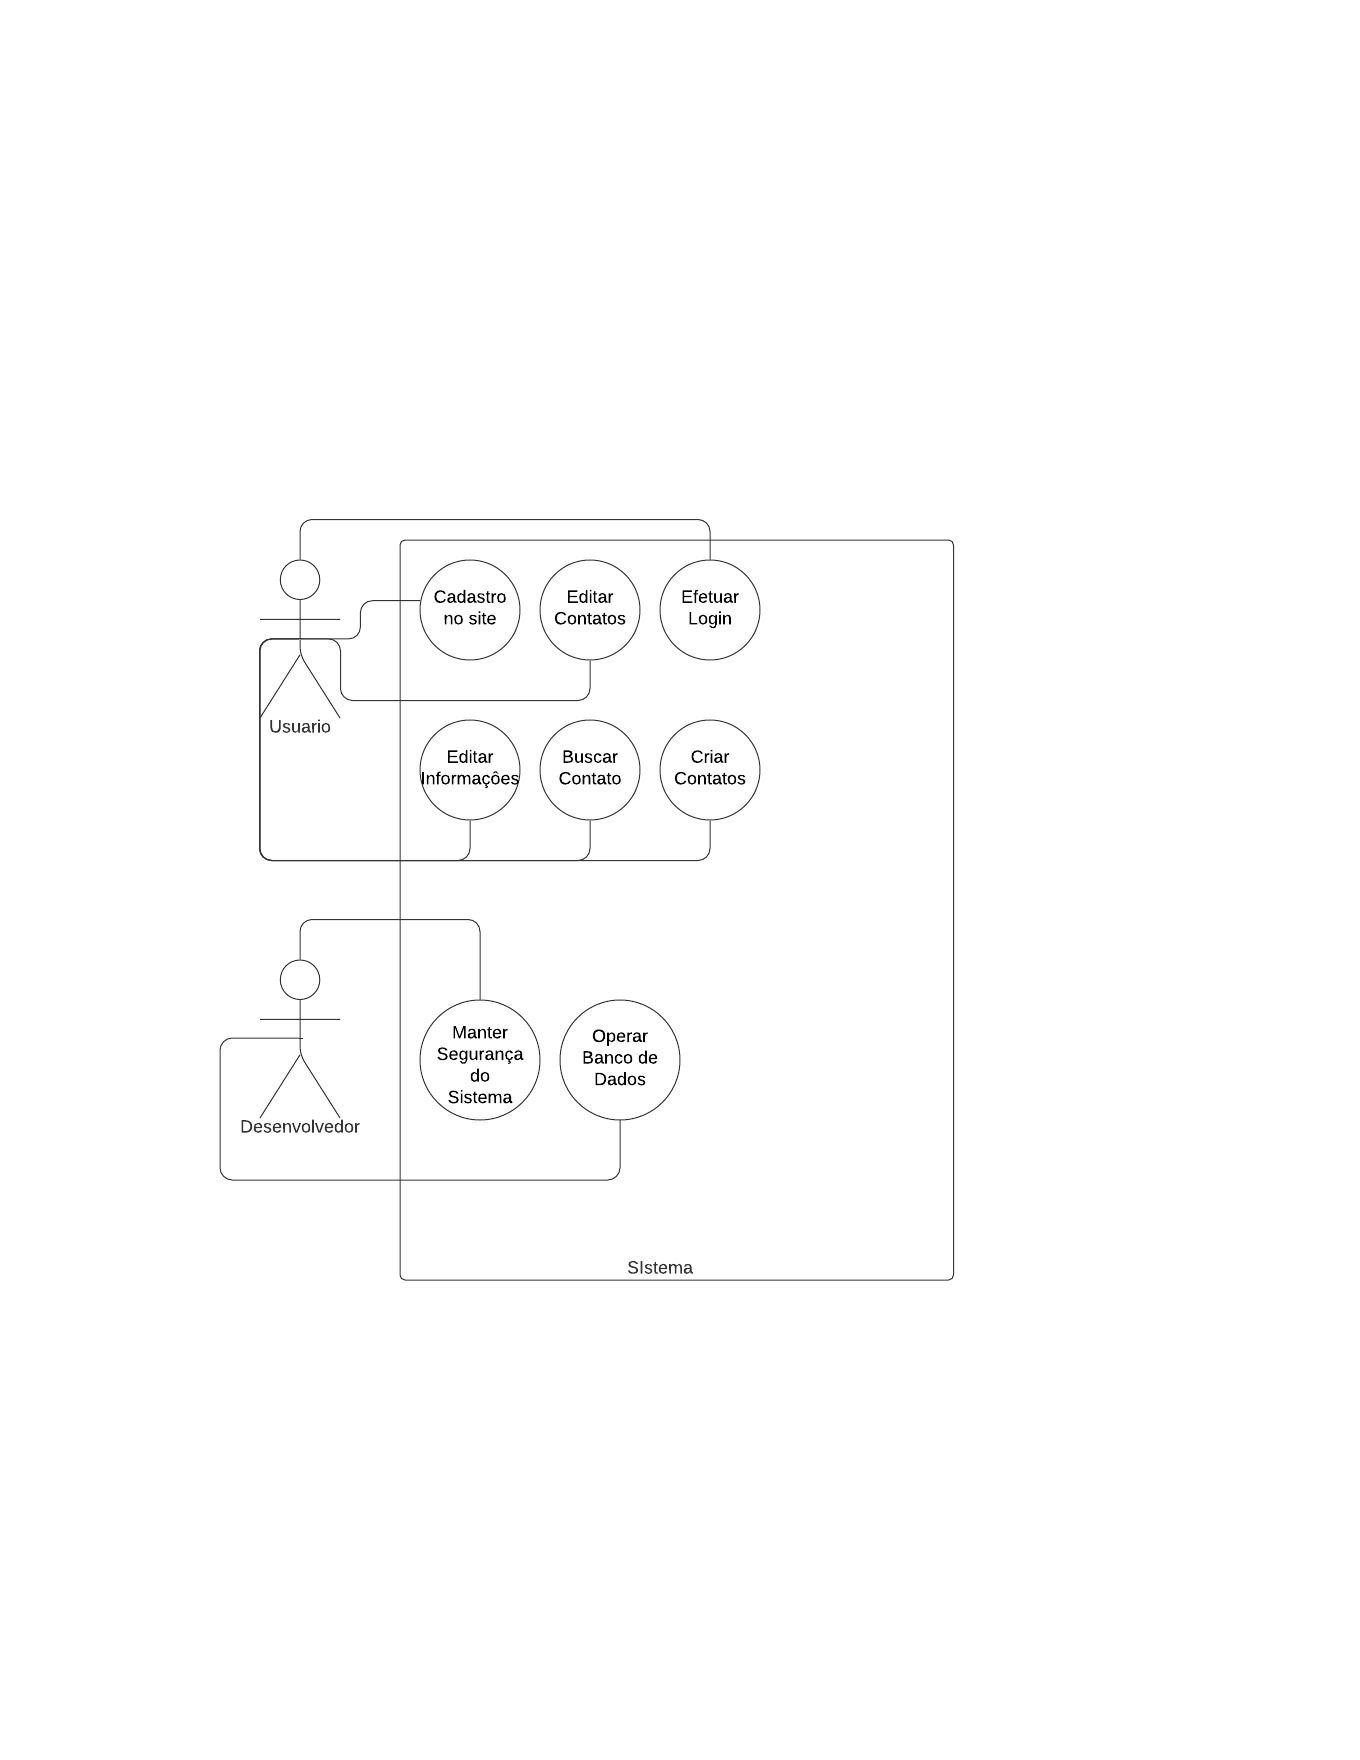 Cadastro
no site
Editar
Contatos
Efetuar
Login
Usuario
Editar
Informaçôes
Buscar
Contato
Criar
Contatos
Manter
Segurança
do
Sistema
Operar
Banco de
Dados
Desenvolvedor
SIstema